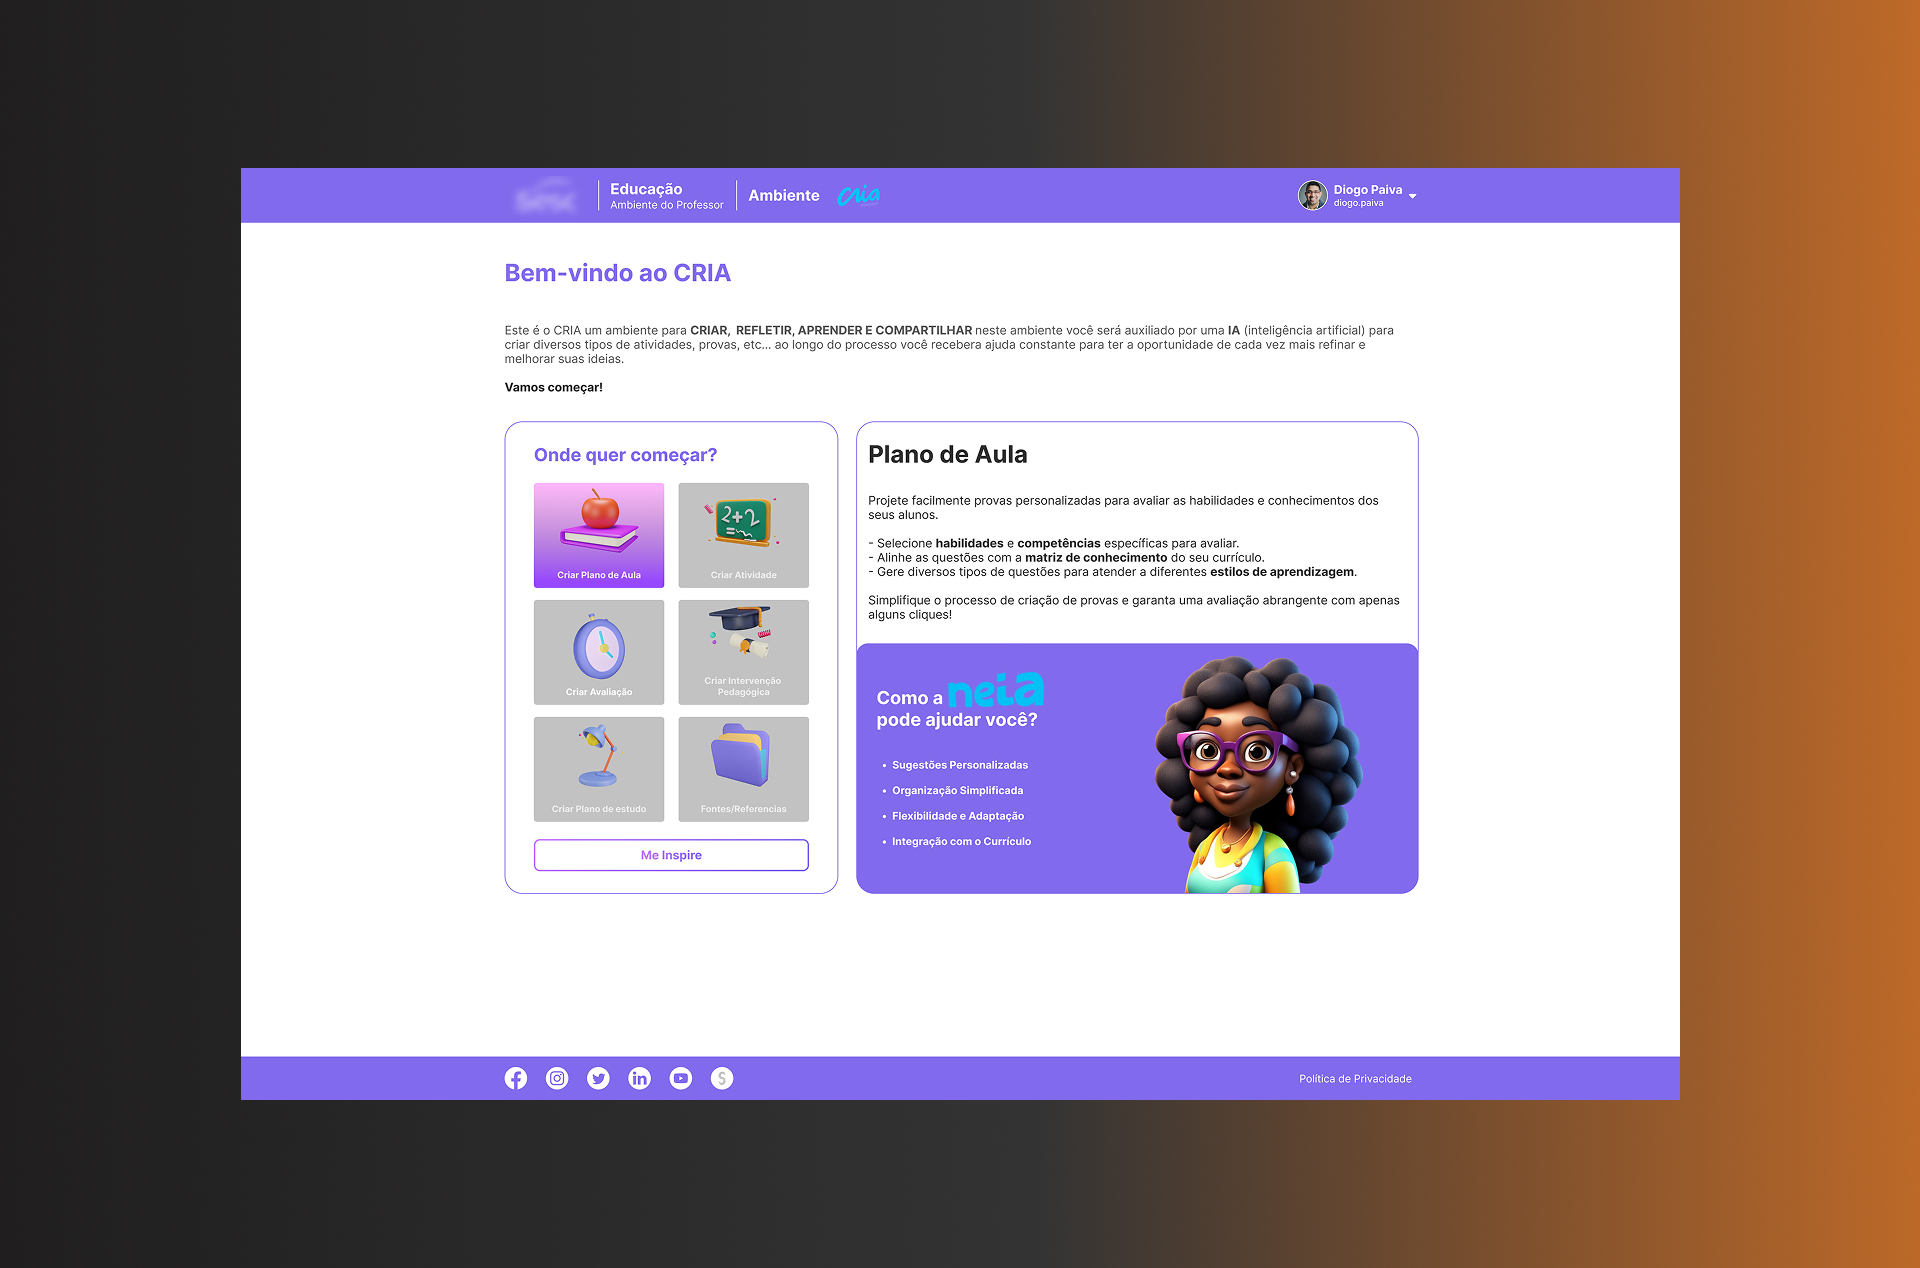 Educação
Ambiente do Professor
Ambiente
cria
Diogo Paiva
diogo.paiva
Bem-vindo ao CRIA
Este é o CRIA um ambiente para CRIAR,  REFLETIR, APRENDER E COMPARTILHAR neste ambiente você será auxiliado por uma IA (inteligência artificial) para
criar diversos tipos de atividades, provas, etc... ao longo do processo você recebera ajuda constante para ter a oportunidade de cada vez mais refinar e
melhorar suas ideias.
Vamos começar!
Onde quer começar?
Criar Plano de Aula
2+2
=
Criar Atividade
Criar Avaliação
Criar Intervenção
Pedagógica
Criar Plano de estudo
Fontes/Referencias
Me Inspire
Plano de Aula
Projete facilmente provas personalizadas para avaliar as habilidades e conhecimentos dos
seus alunos.
- Selecione habilidades e competências específicas para avaliar.
- Alinhe as questões com a matriz de conhecimento do seu currículo.
- Gere diversos tipos de questões para atender a diferentes estilos de aprendizagem.
Simplifique o processo de criação de provas e garanta uma avaliação abrangente com apenas
alguns cliques!
Como a neia
pode ajudar você?
• Sugestões Personalizadas
• Organização Simplificada
• Flexibilidade e Adaptação
• Integração com o Currículo
Política de Privacidade